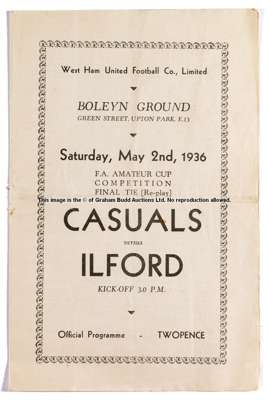 West Ham United Football Co., Limited
BOLEYN GROUND
GREEN STREET, UPTON PARK, E.13
Saturday, May 2nd, 1936
F.A. AMATEUR CUP
COMPETITION
FINAL TIE (Re-play)
This image is the © of Graham Budd Auctions Ltd. No reproduction allowed.
CASUALS
versus
ILFORD
KICK-OFF 3.0 P.M.
Official Programme - TWOPENCE